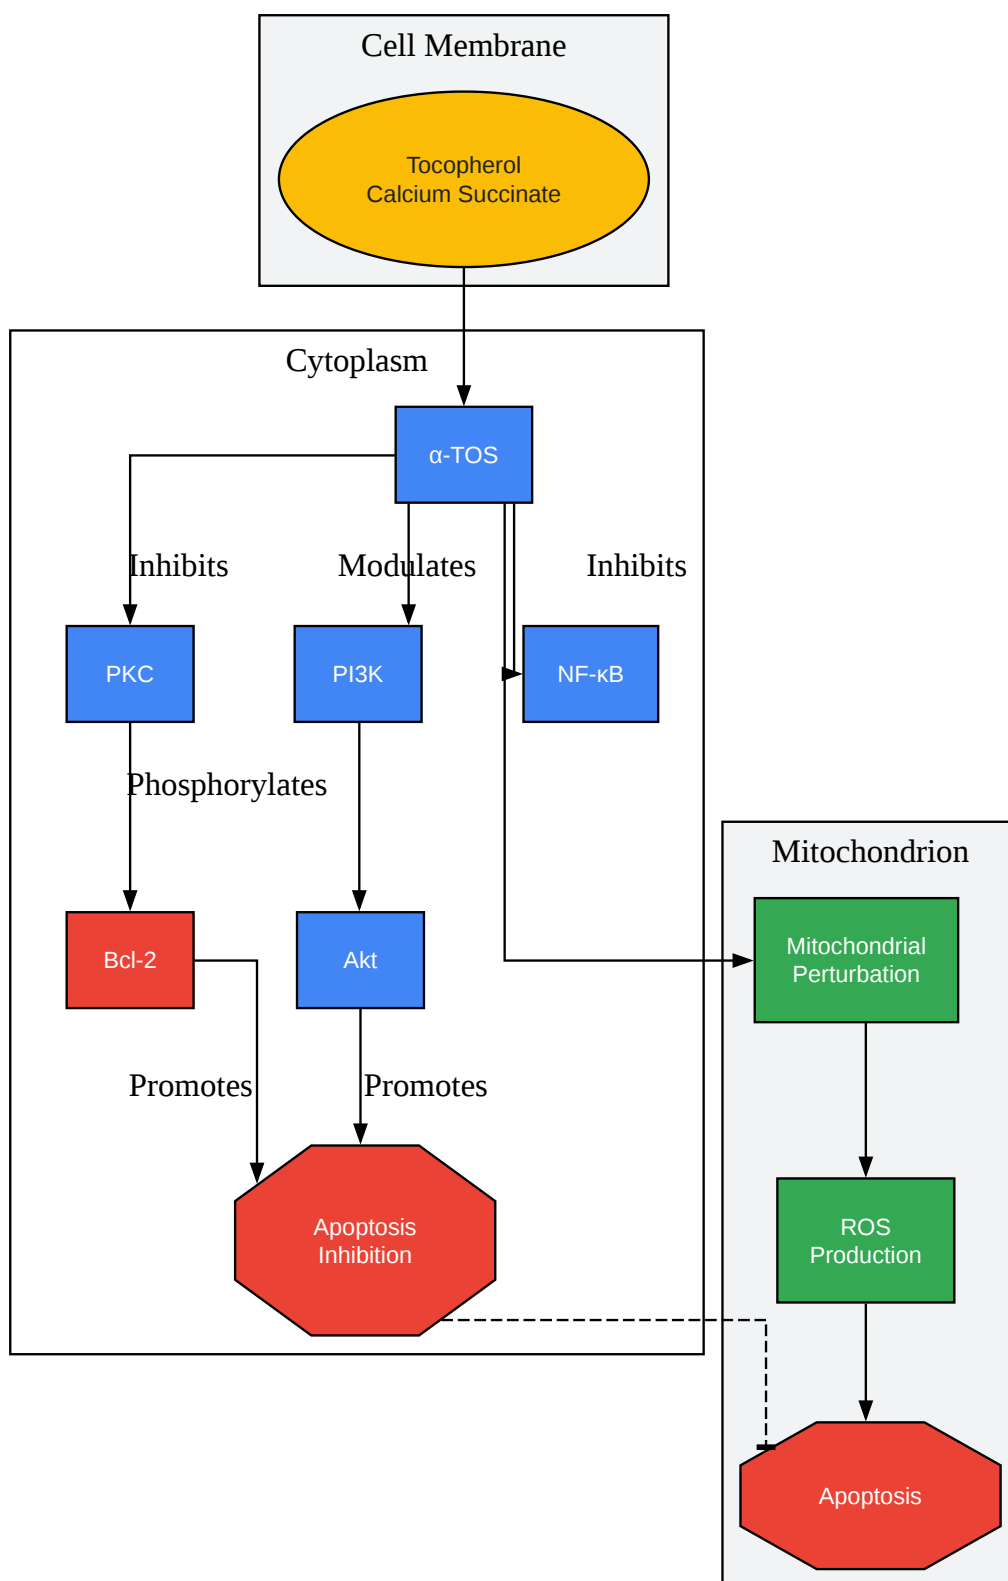 Cell Membrane
Tocopherol
Calcium Succinate
Cytoplasm
α-TOS
Inhibits
Modulates
Inhibits
PKC
PI3K
NF-κB
Phosphorylates
Mitochondrion
Bcl-2
Akt
Mitochondrial
Perturbation
Promotes
Promotes
Apoptosis
Inhibition
ROS
Production
Apoptosis